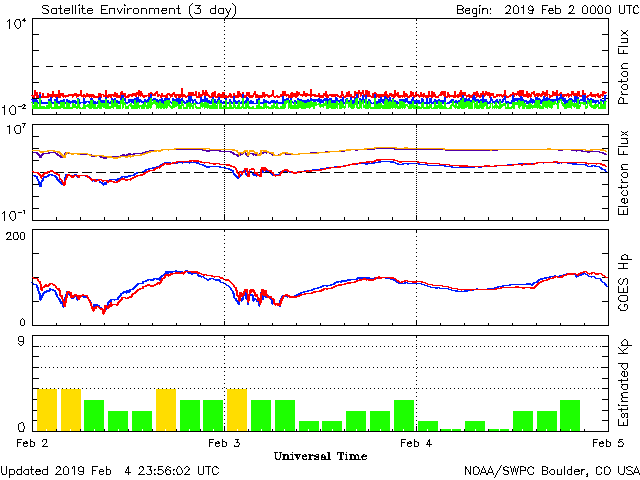 Satellite Environment (3 day) Begin: 2019 Feb 2 0000 UTC
10⁴
10⁻²
Proton Flux
10⁷
10⁻¹
Electron Flux
200
0
GOES Hp
9
0
Estimated Kp
Feb 2 Feb 3 Feb 4 Feb 5
Universal Time
Updated 2019 Feb 4 23:56:02 UTC NOAA/SWPC Boulder, CO USA